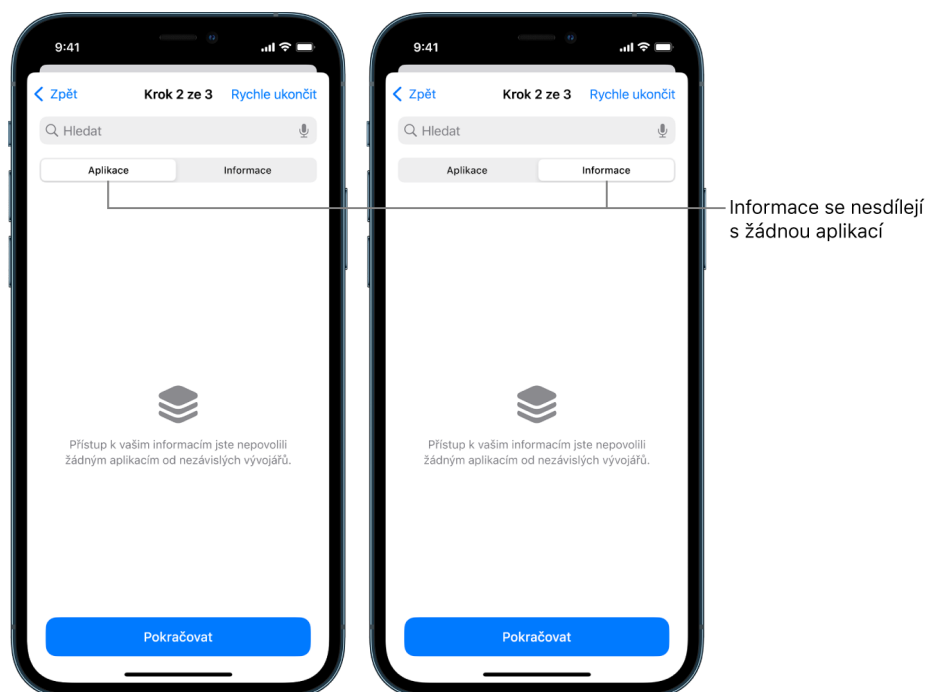 9:41
Zpět
Krok 2 ze 3
Rychle ukončit
Hledat
Aplikace
Informace
Přístup k vašim informacím jste nepovolili
žádným aplikacím od nezávislých vývojářů.
Pokračovat
9:41
Zpět
Krok 2 ze 3
Rychle ukončit
Hledat
Aplikace
Informace
Přístup k vašim informacím jste nepovolili
žádným aplikacím od nezávislých vývojářů.
Pokračovat
Informace se nesdílejí
s žádnou aplikací